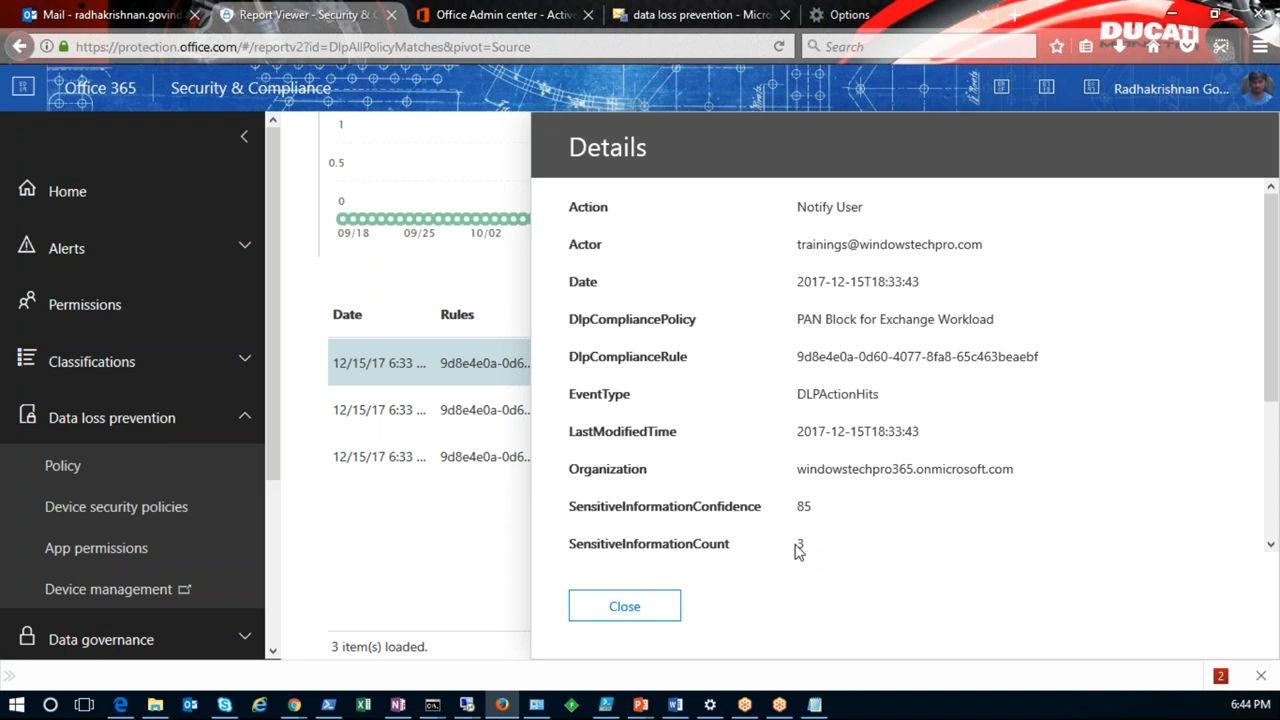 Mail - radhakrishnan.govind
Report Viewer - Security & C
Office Admin center - Active
data loss prevention - Micro
Options
DUCATI
https://protection.office.com/#/reportv2?id=DlpAllPolicyMatches&pivot=Source
Search
Office 365
Security & Compliance
Radhakrishnan Go...
Home
Alerts
Permissions
Classifications
Data loss prevention
Policy
Device security policies
App permissions
Device management
Data governance
1
0.5
0
09/18 09/25 10/02
Date Rules
12/15/17 6:33 ... 9d8e4e0a-0d6..
12/15/17 6:33 ... 9d8e4e0a-0d6..
12/15/17 6:33 ... 9d8e4e0a-0d6..
3 item(s) loaded.
Details
Action Notify User
Actor trainings@windowstechpro.com
Date 2017-12-15T18:33:43
DlpCompliancePolicy PAN Block for Exchange Workload
DlpComplianceRule 9d8e4e0a-0d60-4077-8fa8-65c463beaebf
EventType DLPActionHits
LastModifiedTime 2017-12-15T18:33:43
Organization windowstechpro365.onmicrosoft.com
SensitiveInformationConfidence 85
SensitiveInformationCount 3
Close
2
6:44 PM